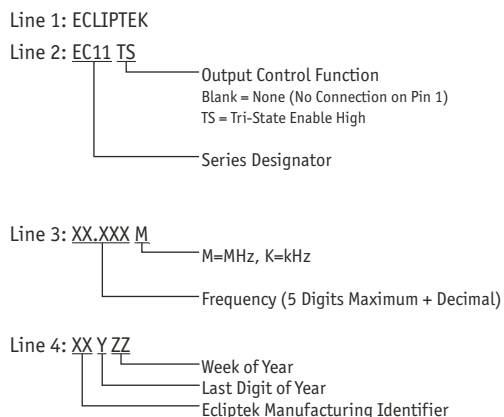 Line 1: ECLIPTEK
Line 2: EC11 TS
Output Control Function
Blank = None (No Connection on Pin 1)
TS = Tri-State Enable High
Series Designator
Line 3: XX.XXX M
M=MHz, K=kHz
Frequency (5 Digits Maximum + Decimal)
Line 4: XX Y ZZ
Week of Year
Last Digit of Year
Ecliptek Manufacturing Identifier